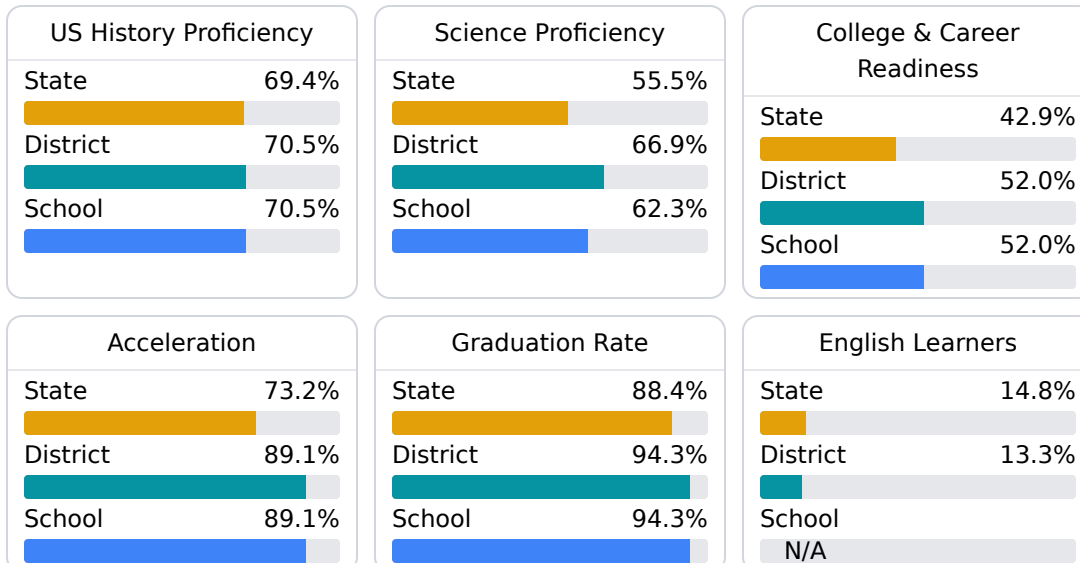 US History Proficiency
State 69.4%
District 70.5%
School 70.5%
Science Proficiency
State 55.5%
District 66.9%
School 62.3%
College & Career
Readiness
State 42.9%
District 52.0%
School 52.0%
Acceleration
State 73.2%
District 89.1%
School 89.1%
Graduation Rate
State 88.4%
District 94.3%
School 94.3%
English Learners
State 14.8%
District 13.3%
School
N/A